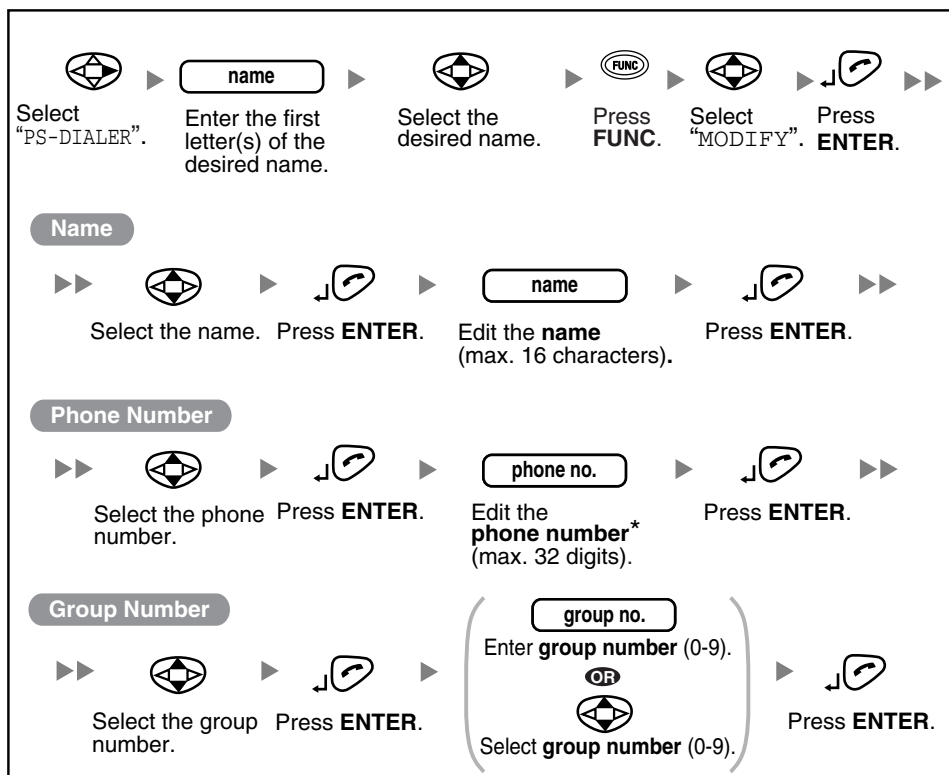 name
FUNC
Select
"PS-DIALER".
Enter the first
letter(s) of the
desired name.
Select the
desired name.
Press
FUNC.
Select
"MODIFY".
Press
ENTER.
Name
name
Select the name.
Press ENTER.
Edit the name
(max. 16 characters).
Press ENTER.
Phone Number
phone no.
Select the phone
number.
Press ENTER.
Edit the
phone number*
(max. 32 digits).
Press ENTER.
Group Number
group no.
Enter group number (0-9).
OR
Select group number (0-9).
Select the group
number.
Press ENTER.
Press ENTER.